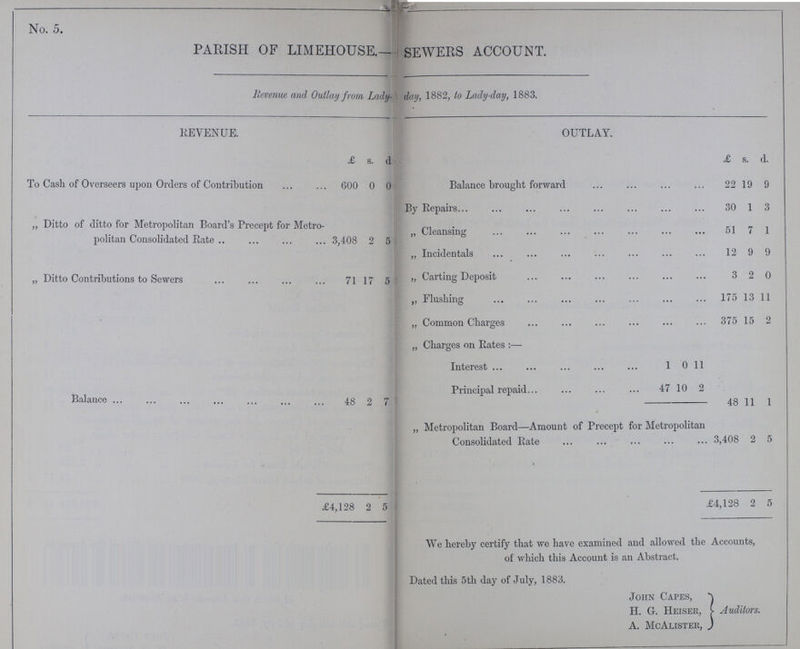 No. 5.
PARISH OF LIMEHOUSE.— SEWERS ACCOUNT.
Revenue and Outlay from Lady-day, 1882, to Lady-day, 1883.
REVENUE.
£ s. d
To Cash of Overseers upon Orders of Contribution ... ... 600 0 0
„ Ditto of ditto for Metropolitan Board's Precept for Metro-
politan Consolidated Rate .. ... ... ... 3,408 2 5
„ Ditto Contributions to Sewers ... ... ... ... 71 17 5
Balance ... ... ... ... ... ... ... 48 2 7
£4,128 2 5
OUTLAY.
£ s. d.
Balance brought forward ... ... ... ... 22 19 9
By Repairs... ... ... ... ... ... ... ... 30 1 3
„ Cleansing ... ... ... ... ... ... ... 51 7 1
„ Incidentals ... ... ... ... ... ... ... 12 9 9
„ Carting Deposit ... ... ... ... ... ... 3 2 0
„ Flushing ... ... ... ... ... ... ... 175 13 11
„ Common Charges ... ... ... ... ... ... 375 15 2
„ Charges on Rates :—
Interest ... ... ... ... ... 1 0 11
Principal repaid... ... ... ... 47 10 2
48 11 1
„ Metropolitan Board—Amount of Precept for Metropolitan
Consolidated Rate ... ... ... ... ... 3,408 2 5
£4,128 2 5
We hereby certify that we have examined and allowed the Accounts,
of which this Account is an Abstract.
Dated this 5th day of July, 1883.
John Capes,
H. G. Heiser, } Auditors.
A. McAlister,